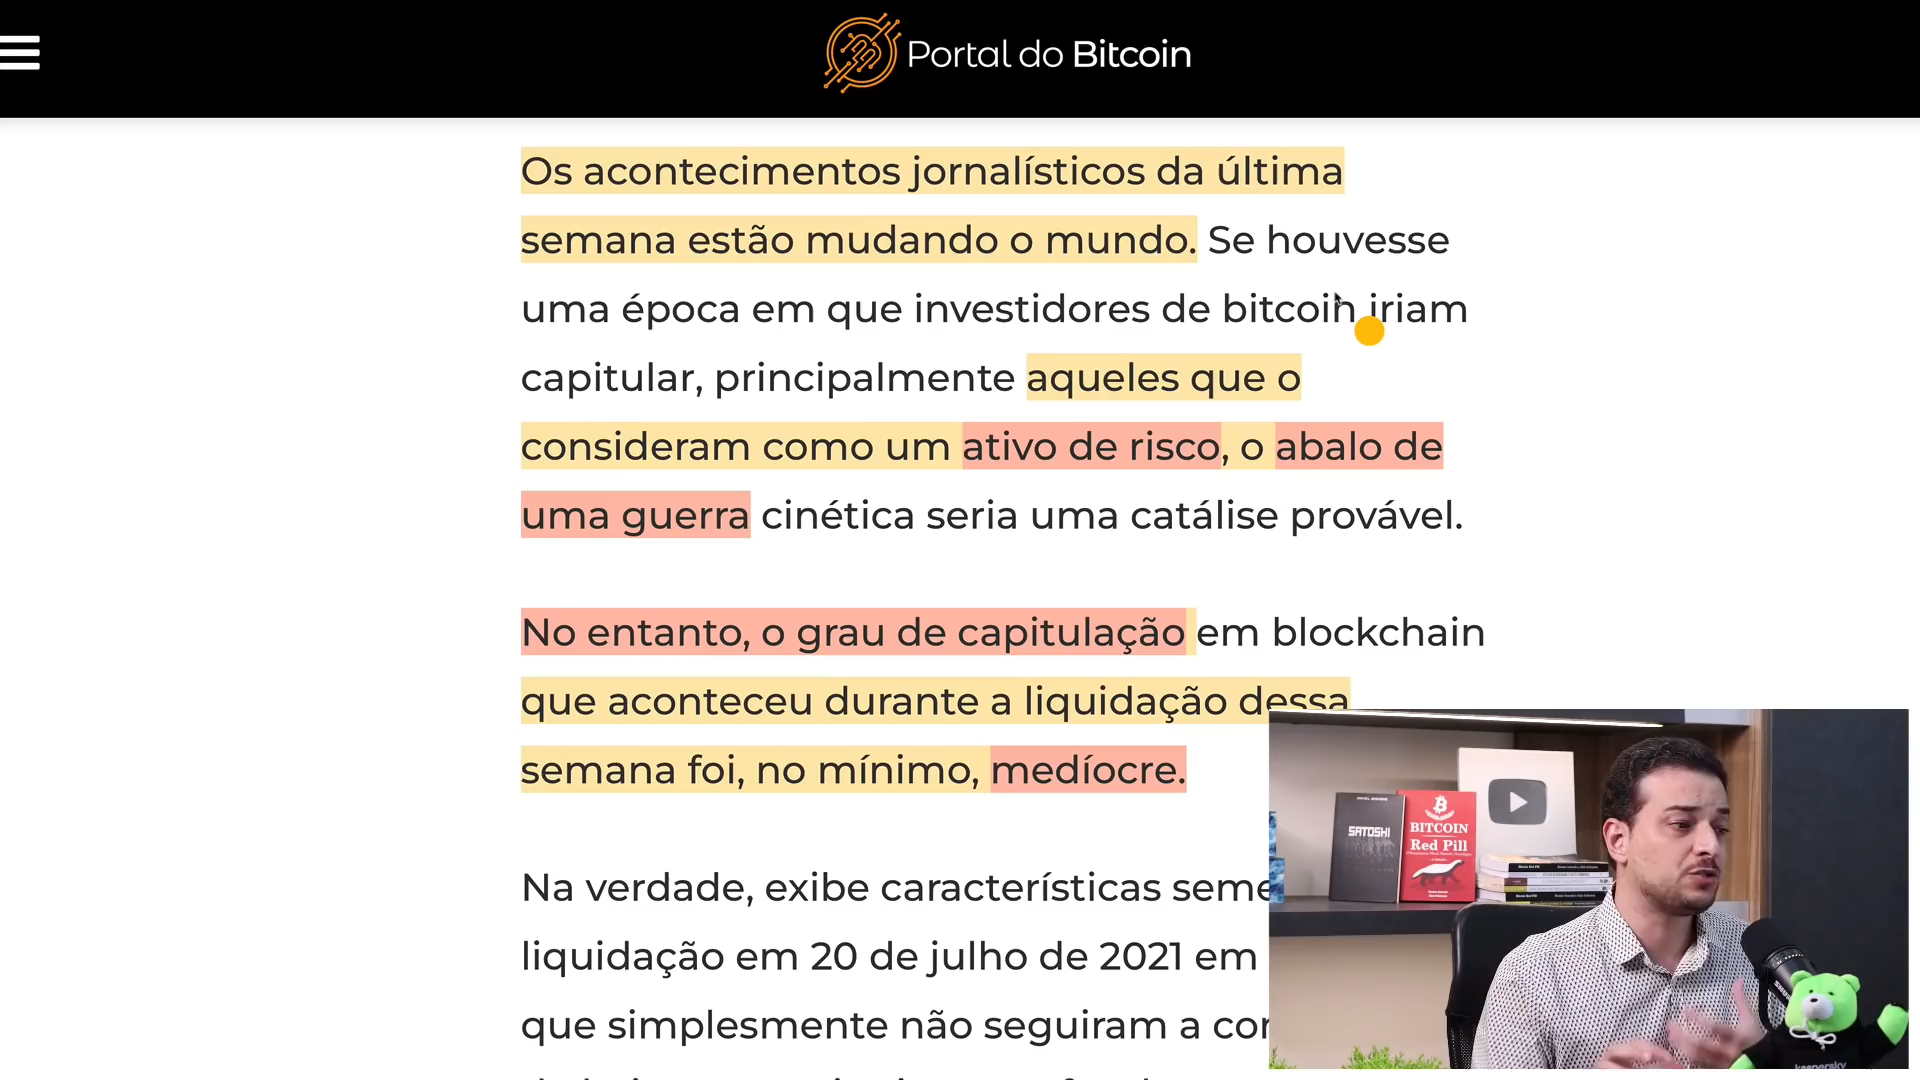 Portal do Bitcoin
Os acontecimentos jornalísticos da última
semana estão mudando o mundo. Se houvesse
uma época em que investidores de bitcoin iriam
capitular, principalmente aqueles que o
consideram como um ativo de risco, o abalo de
uma guerra cinética seria uma catálise provável.
No entanto, o grau de capitulação em blockchain
que aconteceu durante a liquidação dessa
semana foi, no mínimo, medíocre.
Na verdade, exibe características seme
liquidação em 20 de julho de 2021 em
que simplesmente não seguiram a cor
SATOSHI
BITCOIN
Red Pill
kaspersky